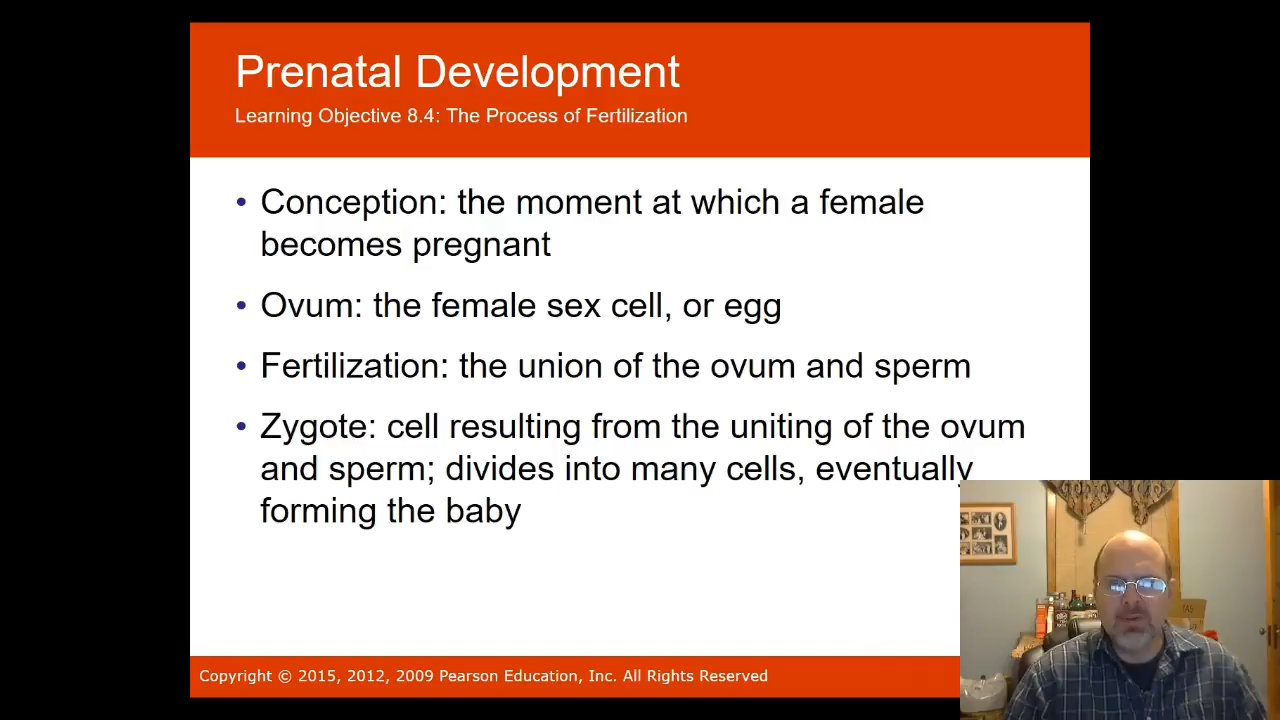 Prenatal Development
Learning Objective 8.4: The Process of Fertilization
• Conception: the moment at which a female
becomes pregnant
• Ovum: the female sex cell, or egg
• Fertilization: the union of the ovum and sperm
• Zygote: cell resulting from the uniting of the ovum
and sperm; divides into many cells, eventually
forming the baby
Copyright © 2015, 2012, 2009 Pearson Education, Inc. All Rights Reserved